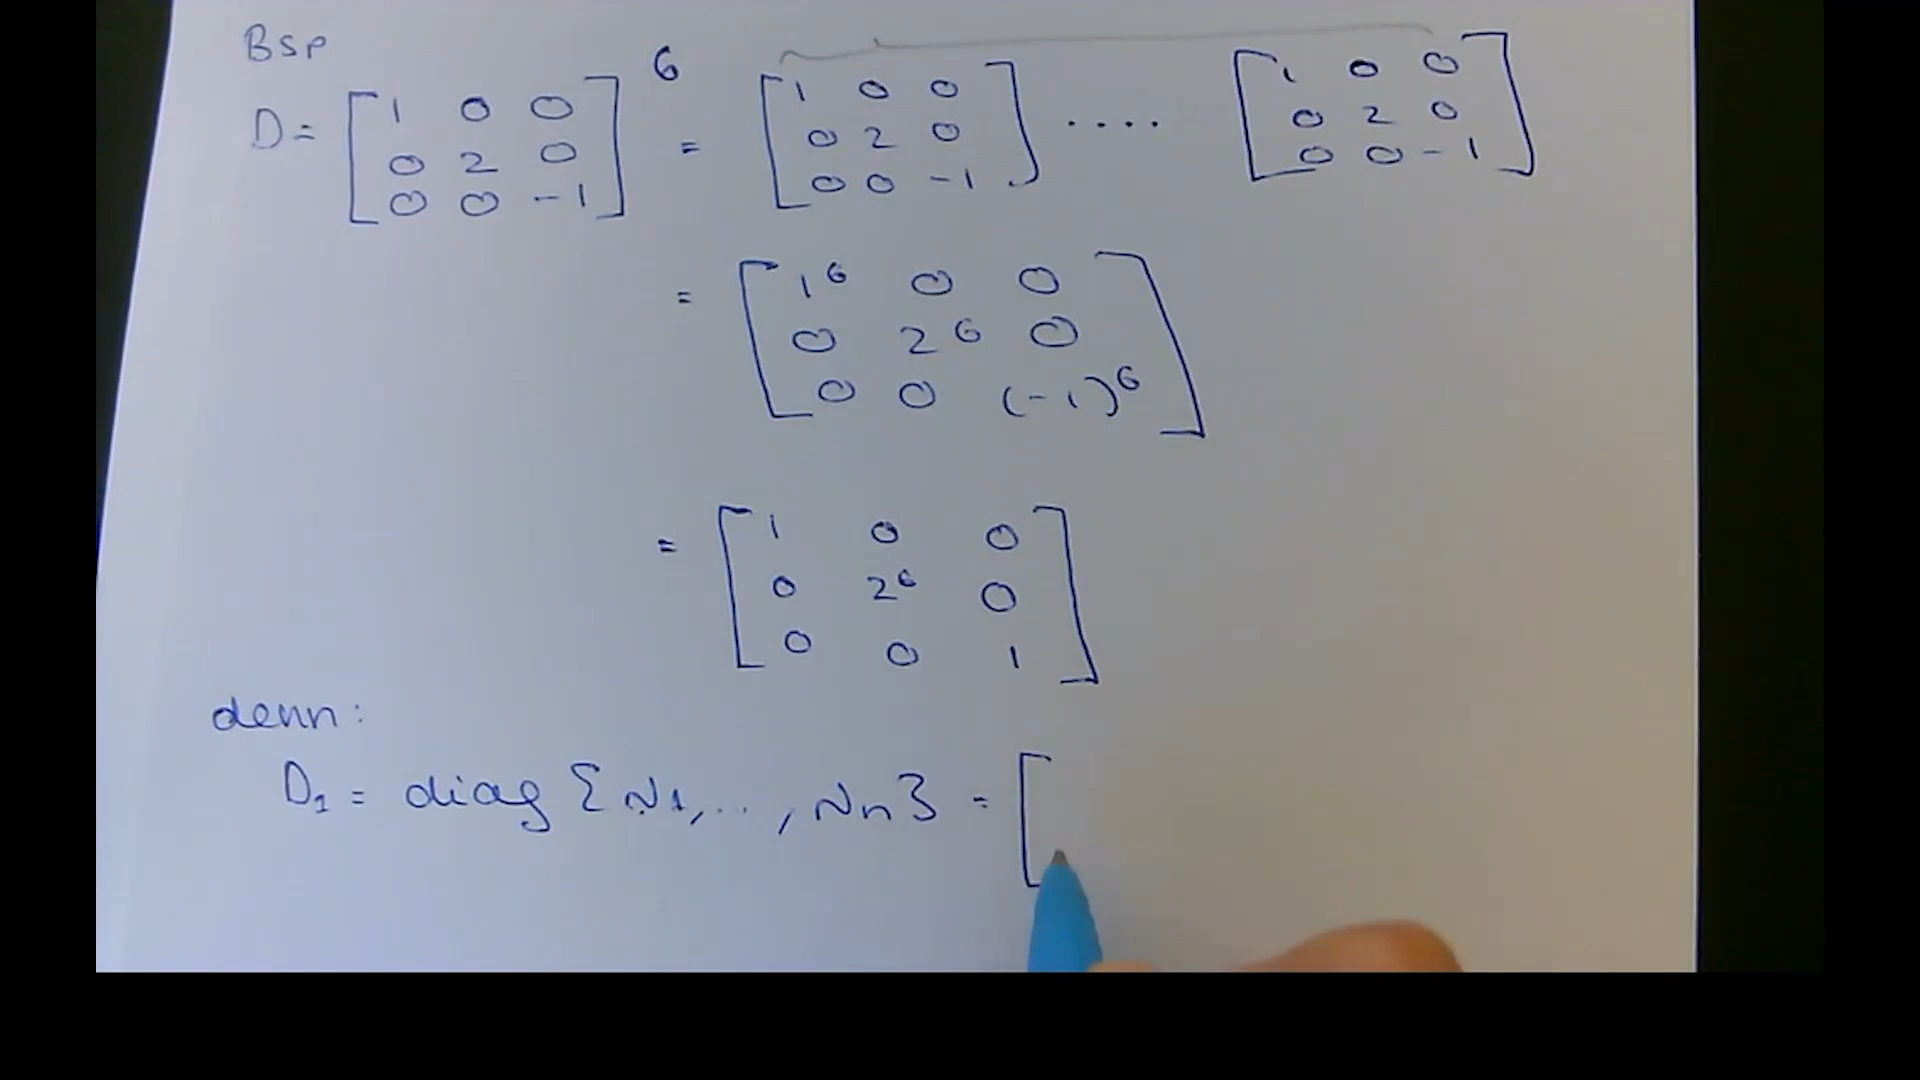 Bsp
D = [1 0 0; 0 2 0; 0 0 -1]^6 = [1 0 0; 0 2 0; 0 0 -1] .... [1 0 0; 0 2 0; 0 0 -1]
= [1^6 0 0; 0 2^6 0; 0 0 (-1)^6]
= [1 0 0; 0 2^6 0; 0 0 1]
denn:
D_1 = diag {λ_1, ..., λ_n} = [